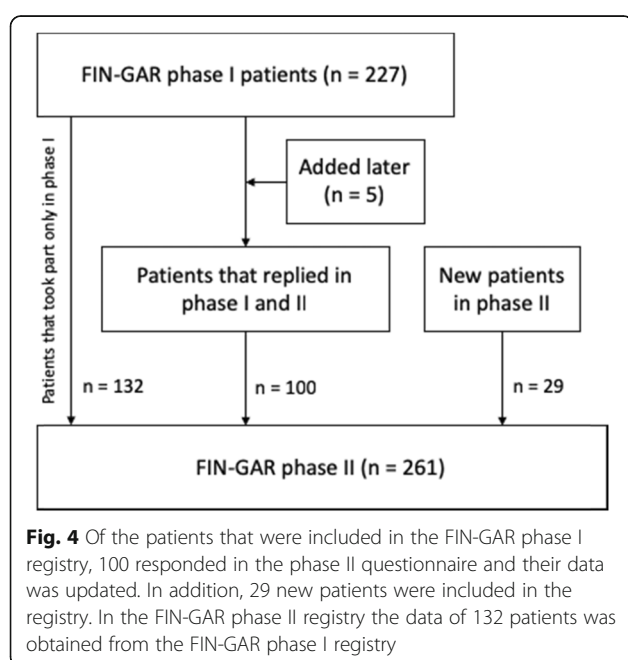 FIN-GAR phase I patients (n = 227)
Patients that took part only in phase I
Added later
(n = 5)
Patients that replied in
phase I and II
New patients
in phase II
n = 132
n = 100
n = 29
FIN-GAR phase II (n = 261)
Fig. 4 Of the patients that were included in the FIN-GAR phase I
registry, 100 responded in the phase II questionnaire and their data
was updated. In addition, 29 new patients were included in the
registry. In the FIN-GAR phase II registry the data of 132 patients was
obtained from the FIN-GAR phase I registry